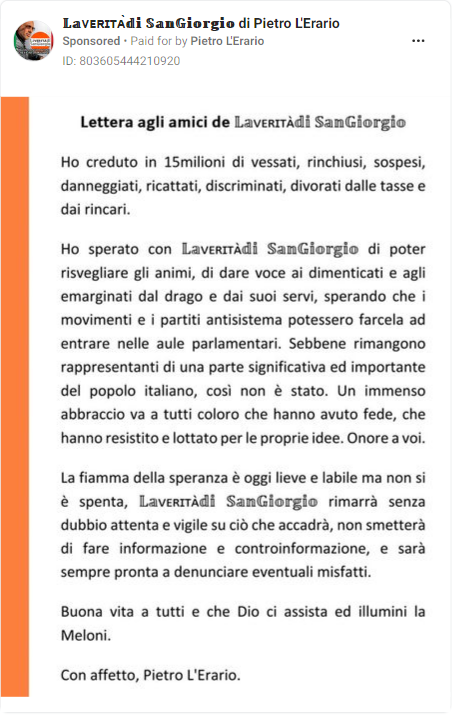 𝕃ᴀᴠᴇʀɪᴛÀ𝕕𝕚 𝕊𝕒𝕟𝔾𝕚𝕠𝕣𝕘𝕚𝕠 di Pietro L'Erario
Sponsored • Paid for by Pietro L'Erario
ID: 803605444210920
Lettera agli amici de 𝕃ᴀᴠᴇʀɪᴛÀ𝕕𝕚 𝕊𝕒𝕟𝔾𝕚𝕠𝕣𝕘𝕚𝕠
Ho creduto in 15milioni di vessati, rinchiusi, sospesi,
danneggiati, ricattati, discriminati, divorati dalle tasse e
dai rincari.
Ho sperato con 𝕃ᴀᴠᴇʀɪᴛÀ𝕕𝕚 𝕊𝕒𝕟𝔾𝕚𝕠𝕣𝕘𝕚𝕠 di poter
risvegliare gli animi, di dare voce ai dimenticati e agli
emarginati dal drago e dai suoi servi, sperando che i
movimenti e i partiti antisistema potessero farcela ad
entrare nelle aule parlamentari. Sebbene rimangono
rappresentanti di una parte significativa ed importante
del popolo italiano, così non è stato. Un immenso
abbraccio va a tutti coloro che hanno avuto fede, che
hanno resistito e lottato per le proprie idee. Onore a voi.
La fiamma della speranza è oggi lieve e labile ma non si
è spenta, 𝕃ᴀᴠᴇʀɪᴛÀ𝕕𝕚 𝕊𝕒𝕟𝔾𝕚𝕠𝕣𝕘𝕚𝕠 rimarrà senza
dubbio attenta e vigile su ciò che accadrà, non smetterà
di fare informazione e controinformazione, e sarà
sempre pronta a denunciare eventuali misfatti.
Buona vita a tutti e che Dio ci assista ed illumini la
Meloni.
Con affetto, Pietro L'Erario.